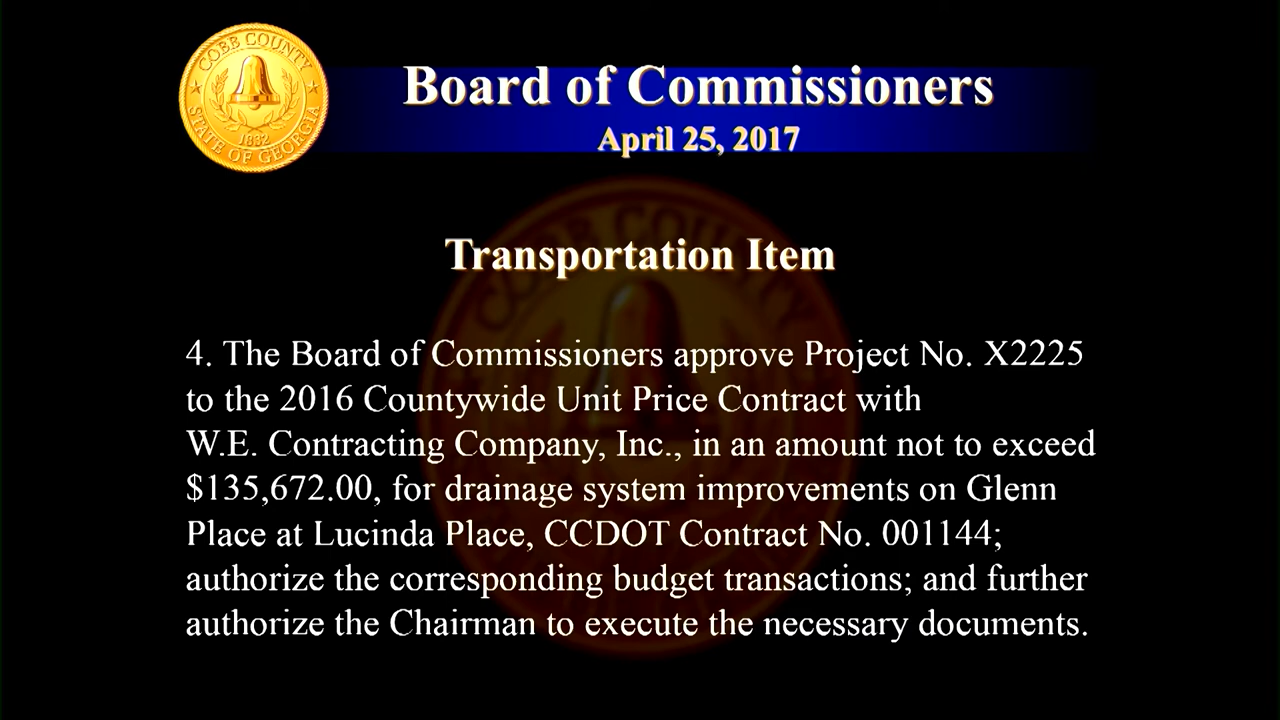 COBB COUNTY
STATE OF GEORGIA
1832
Board of Commissioners
April 25, 2017
Transportation Item
4. The Board of Commissioners approve Project No. X2225
to the 2016 Countywide Unit Price Contract with
W.E. Contracting Company, Inc., in an amount not to exceed
$135,672.00, for drainage system improvements on Glenn
Place at Lucinda Place, CCDOT Contract No. 001144;
authorize the corresponding budget transactions; and further
authorize the Chairman to execute the necessary documents.